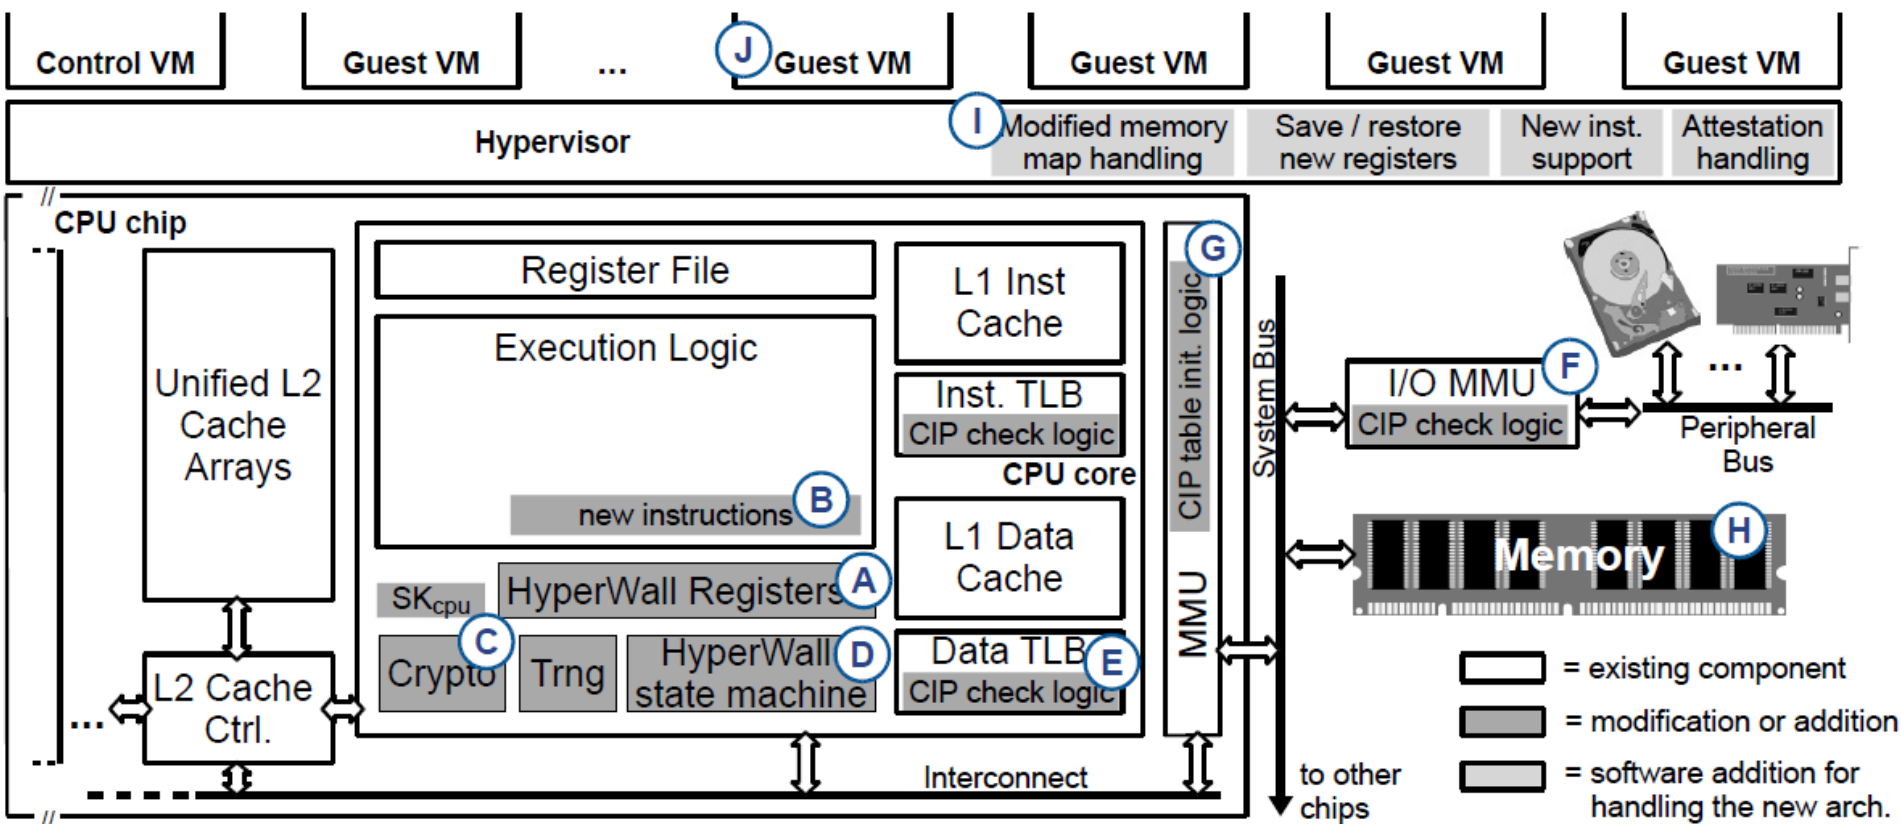 Control VM
Guest VM
...
J
Guest VM
Guest VM
Guest VM
Guest VM
Hypervisor
I
Modified memory
map handling
Save / restore
new registers
New inst.
support
Attestation
handling
//
CPU chip
Unified L2
Cache
Arrays
L2 Cache
Ctrl.
...
Register File
Execution Logic
new instructions
B
HyperWall Registers
A
SKcpu
C
Crypto
Trng
HyperWall
state machine
D
L1 Inst
Cache
Inst. TLB
CIP check logic
CPU core
L1 Data
Cache
Data TLB
CIP check logic
E
G
CIP table init. logic
MMU
Interconnect
//
System Bus
to other
chips
F
I/O MMU
CIP check logic
...
Peripheral
Bus
H
Memory
= existing component
= modification or addition
= software addition for
handling the new arch.